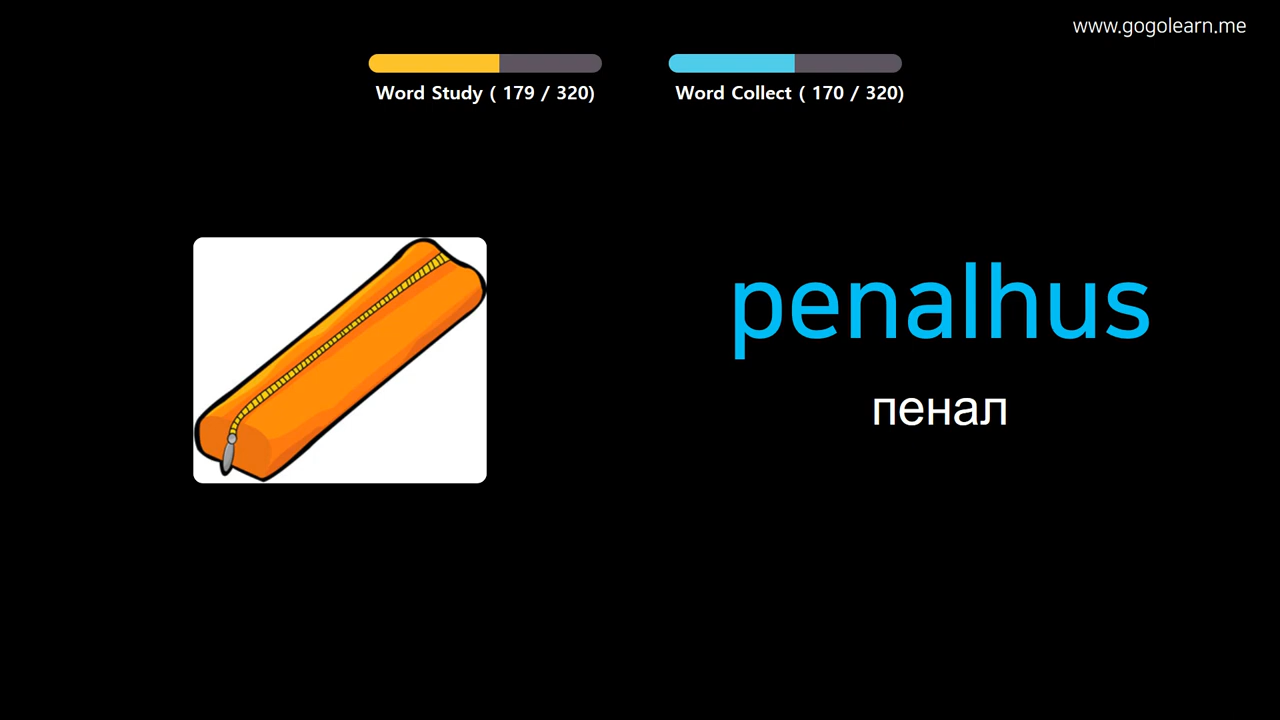 www.gogolearn.me
Word Study ( 179 / 320)
Word Collect ( 170 / 320)
penalhus
пенал